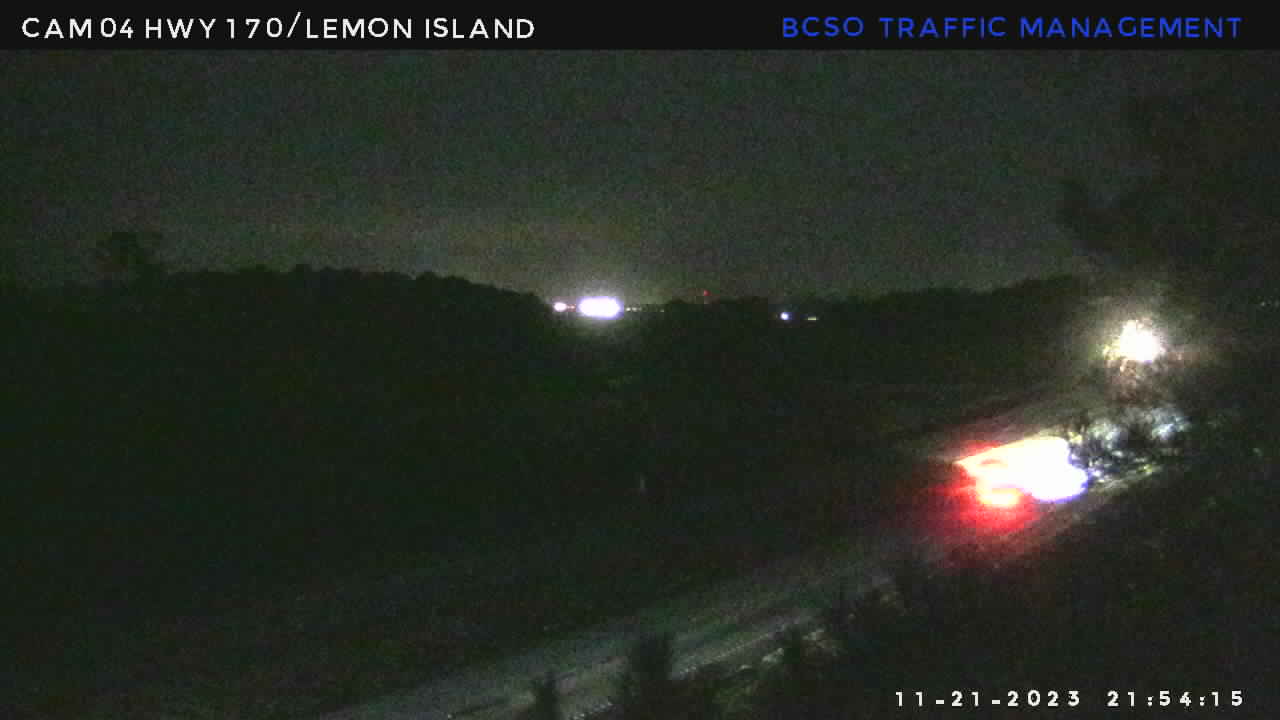 CAM04 HWY 170/LEMON ISLAND
BCSO TRAFFIC MANAGEMENT
11-21-2023 21:54:15